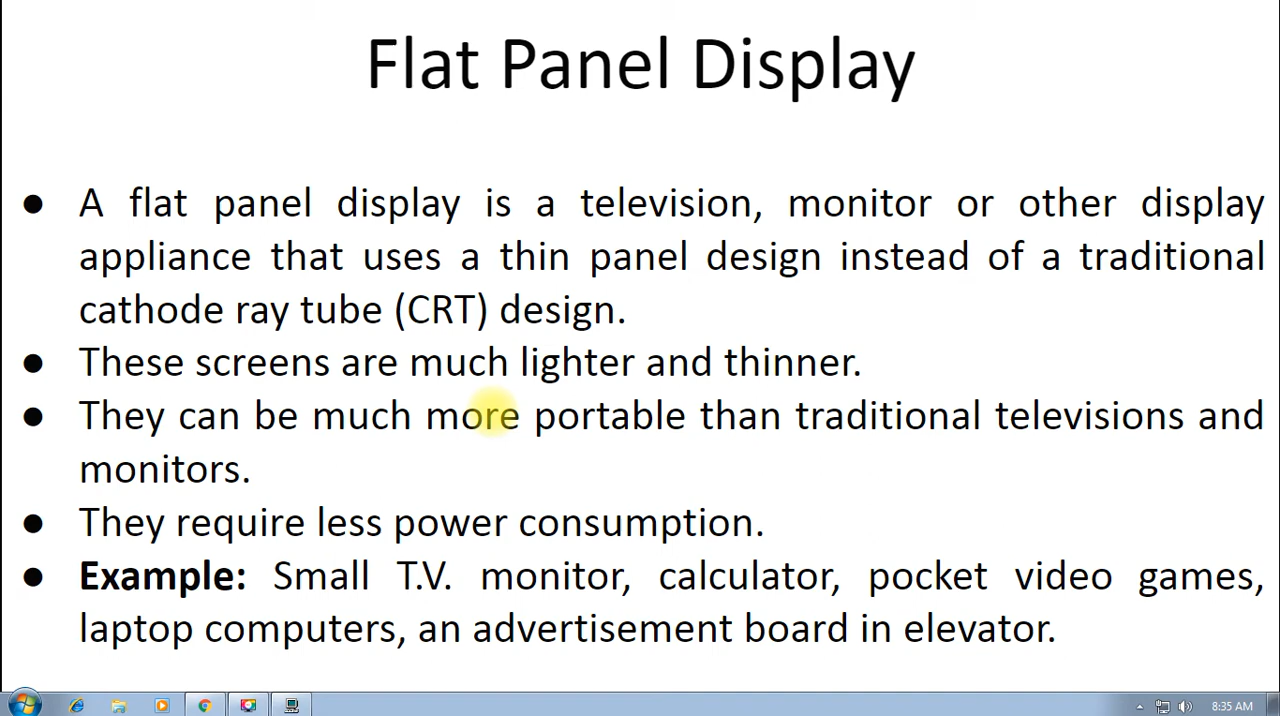 Flat Panel Display
● A flat panel display is a television, monitor or other display
appliance that uses a thin panel design instead of a traditional
cathode ray tube (CRT) design.
● These screens are much lighter and thinner.
● They can be much more portable than traditional televisions and
monitors.
● They require less power consumption.
● Example: Small T.V. monitor, calculator, pocket video games,
laptop computers, an advertisement board in elevator.
8:35 AM